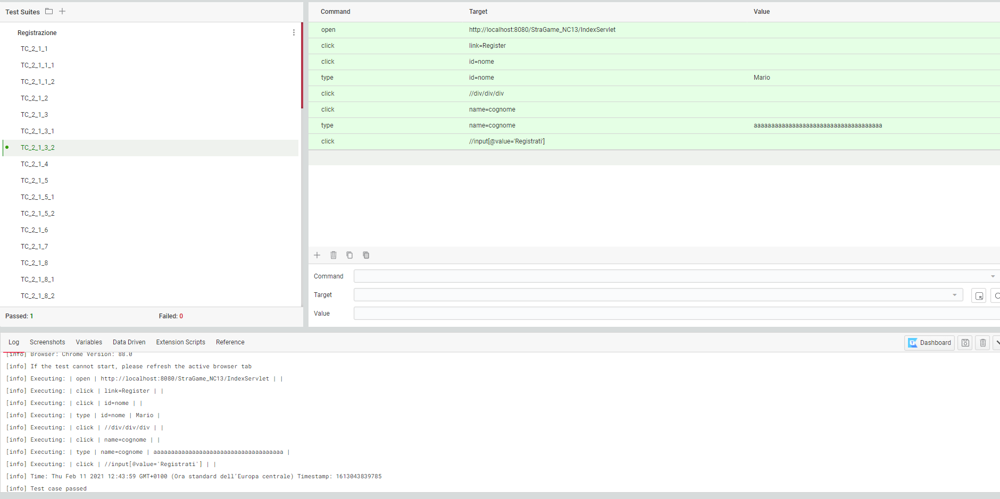 Test Suites
Registrazione
TC_2_1_1
TC_2_1_1_1
TC_2_1_1_2
TC_2_1_2
TC_2_1_3
TC_2_1_3_1
TC_2_1_3_2
TC_2_1_4
TC_2_1_5
TC_2_1_5_1
TC_2_1_5_2
TC_2_1_6
TC_2_1_7
TC_2_1_8
TC_2_1_8_1
TC_2_1_8_2
Passed: 1 Failed: 0
Command Target Value
open http://localhost:8080/StraGame_NC13/IndexServlet
click link=Register
click id=nome
type id=nome Mario
click //div/div/div
click name=cognome
type name=cognome aaaaaaaaaaaaaaaaaaaaaaaaaaaaaaaaaaaaa
click //input[@value='Registrati']
Command
Target
Value
Log Screenshots Variables Data Driven Extension Scripts Reference Dashboard
[info] Browser: Chrome Version: 88.0
[info] If the test cannot start, please refresh the active browser tab
[info] Executing: | open | http://localhost:8080/StraGame_NC13/IndexServlet | |
[info] Executing: | click | link=Register | |
[info] Executing: | click | id=nome | |
[info] Executing: | type | id=nome | Mario |
[info] Executing: | click | //div/div/div | |
[info] Executing: | click | name=cognome | |
[info] Executing: | type | name=cognome | aaaaaaaaaaaaaaaaaaaaaaaaaaaaaaaaaaaaa |
[info] Executing: | click | //input[@value='Registrati'] | |
[info] Time: Thu Feb 11 2021 12:43:59 GMT+0100 (Ora standard dell'Europa centrale) Timestamp: 1613043839785
[info] Test case passed